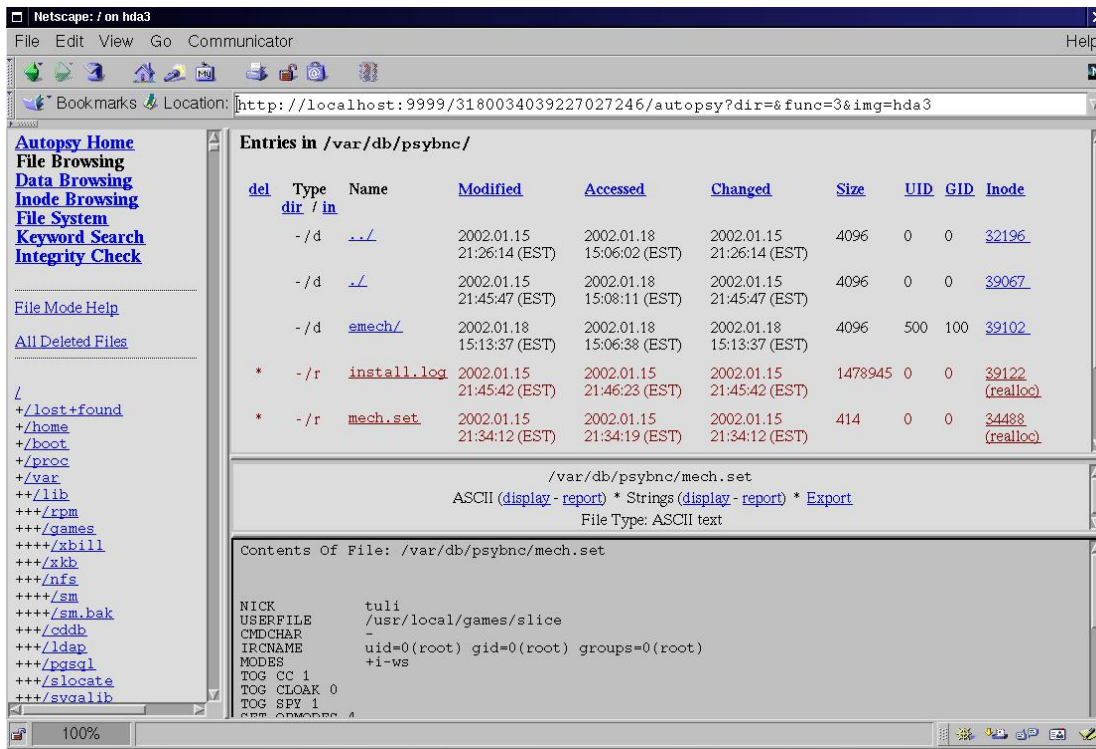 Netscape: / on hda3
File Edit View Go Communicator Help
Bookmarks Location: http://localhost:9999/3180034039227027246/autopsy?dir=&func=3&img=hda3
Autopsy Home
File Browsing
Data Browsing
Inode Browsing
File System
Keyword Search
Integrity Check
File Mode Help
All Deleted Files
/
+/lost+found
+/home
+/boot
+/proc
+/var
++/lib
+++/rpm
+++/games
++++/xbill
+++/xkb
+++/nfs
++++/sm
++++/sm.bak
+++/cddb
+++/ldap
+++/pgsql
+++/slocate
+++/svgalib
Entries in /var/db/psybnc/
del Type Name Modified Accessed Changed Size UID GID Inode
dir / in
-/d ../ 2002.01.15 2002.01.18 2002.01.15 4096 0 0 32196
21:26:14 (EST) 15:06:02 (EST) 21:26:14 (EST)
-/d ./ 2002.01.15 2002.01.18 2002.01.15 4096 0 0 39067
21:45:47 (EST) 15:08:11 (EST) 21:45:47 (EST)
-/d emech/ 2002.01.18 2002.01.18 2002.01.18 4096 500 100 39102
15:13:37 (EST) 15:06:38 (EST) 15:13:37 (EST)
* -/r install.log 2002.01.15 2002.01.15 2002.01.15 1478945 0 0 39122
21:45:42 (EST) 21:46:23 (EST) 21:45:42 (EST) (realloc)
* -/r mech.set 2002.01.15 2002.01.15 2002.01.15 414 0 0 34488
21:34:12 (EST) 21:34:19 (EST) 21:34:12 (EST) (realloc)
/var/db/psybnc/mech.set
ASCII (display - report) * Strings (display - report) * Export
File Type: ASCII text
Contents Of File: /var/db/psybnc/mech.set
NICK tuli
USERFILE /usr/local/games/slice
CMDCHAR -
IRCNAME uid=0(root) gid=0(root) groups=0(root)
MODES +i-ws
TOG CC 1
TOG CLOAK 0
TOG SPY 1
SET OPMODES 4
100%